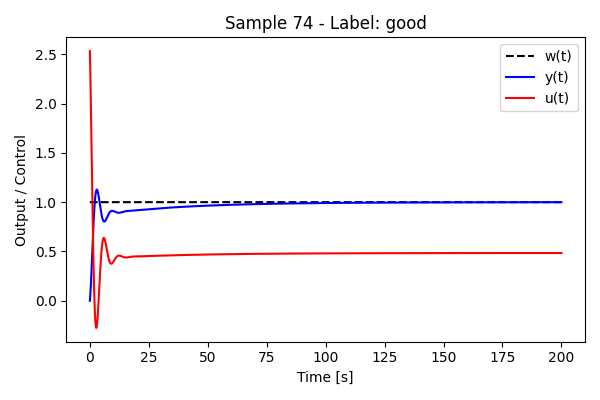 Sample 74 - Label: good
Output / Control
2.5
2.0
1.5
1.0
0.5
0.0
w(t)
y(t)
u(t)
0 25 50 75 100 125 150 175 200
Time [s]